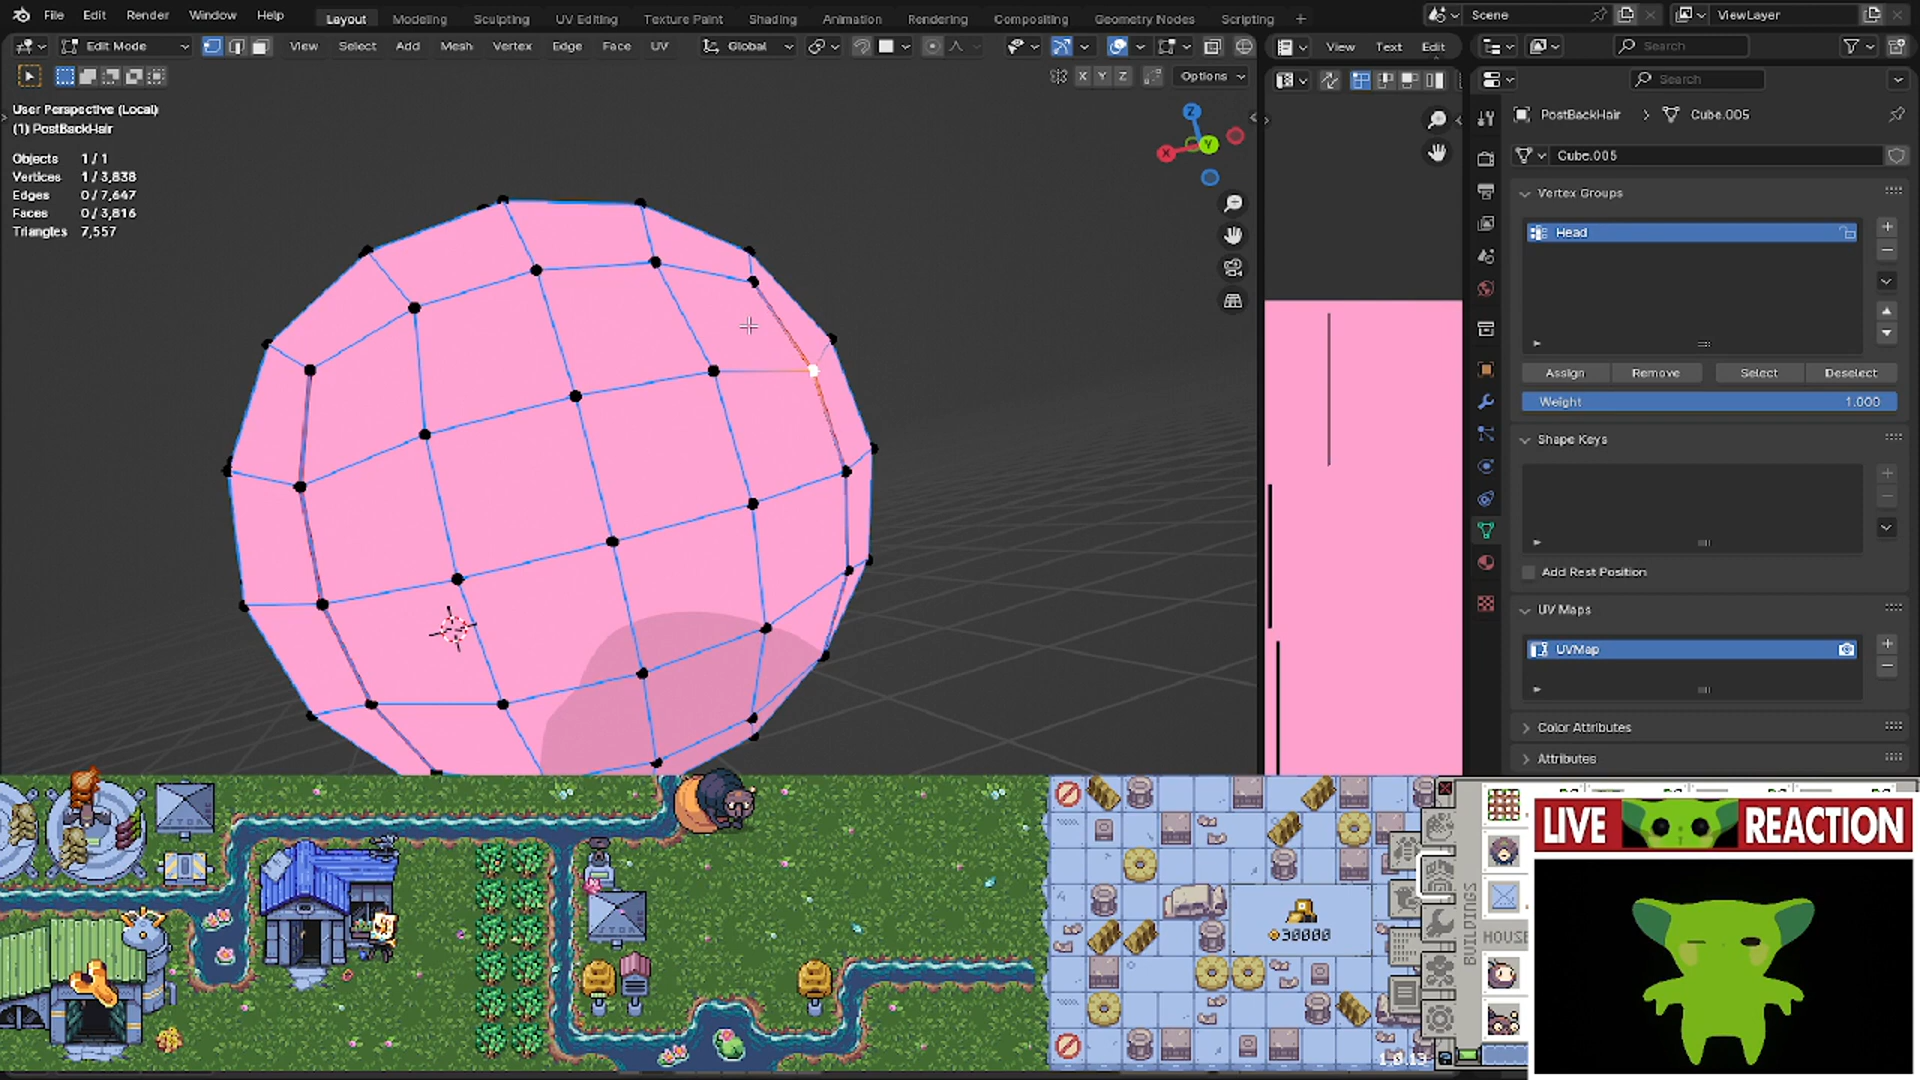 File Edit Render Window Help Layout Modeling Sculpting UV Editing Texture Paint Shading Animation Rendering Compositing Geometry Nodes Scripting + Scene ViewLayer
Edit Mode View Select Add Mesh Vertex Edge Face UV Global View Text Edit Search
X Y Z Options Search
User Perspective (Local)
(1) PostBackHair
Objects 1 / 1
Vertices 1 / 3,838
Edges 0 / 7,647
Faces 0 / 3,816
Triangles 7,557
Z
X
Y
PostBackHair > Cube.005
Cube.005
Vertex Groups
Head
Assign Remove Select Deselect
Weight 1.000
Shape Keys
Add Rest Position
UV Maps
UVMap
Color Attributes
Attributes
LIVE REACTION
BUILDINGS
HOUSE
30000
1.0.13